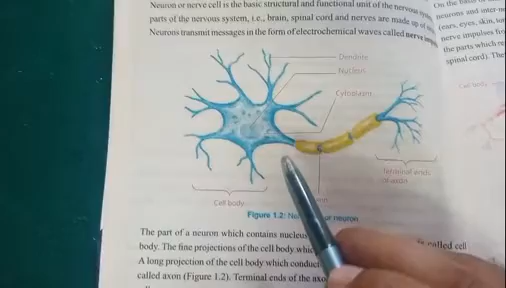 Neuron or nerve cell is the basic structural and functional unit of the nervous
parts of the nervous system, i.e., brain, spinal cord and nerves are made up of
Neurons transmit messages in the form of electrochemical waves called nerve
On the basis of
neurons and inter-
(ears, eyes, skin,
nerve impulses
the parts which
spinal cord). The
Dendrite
Nucleus
Cytoplasm
Cell body
Terminal ends
of axon
Cell body
Figure 1.2: neuron
The part of a neuron which contains nucleus called cell
body. The fine projections of the cell body
A long projection of the cell body which conduct
called axon (Figure 1.2). Terminal ends of the